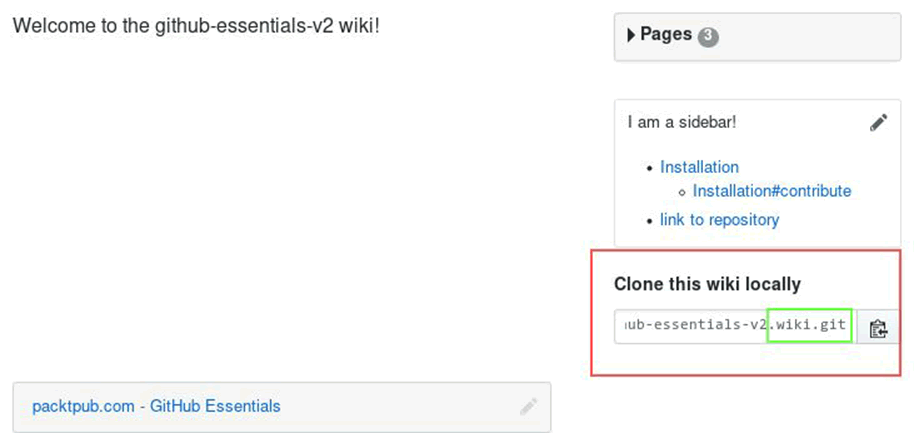 Welcome to the github-essentials-v2 wiki!
Pages 3
I am a sidebar!
Installation
Installation#contribute
link to repository
Clone this wiki locally
ub-essentials-v2.wiki.git
packtpub.com - GitHub Essentials